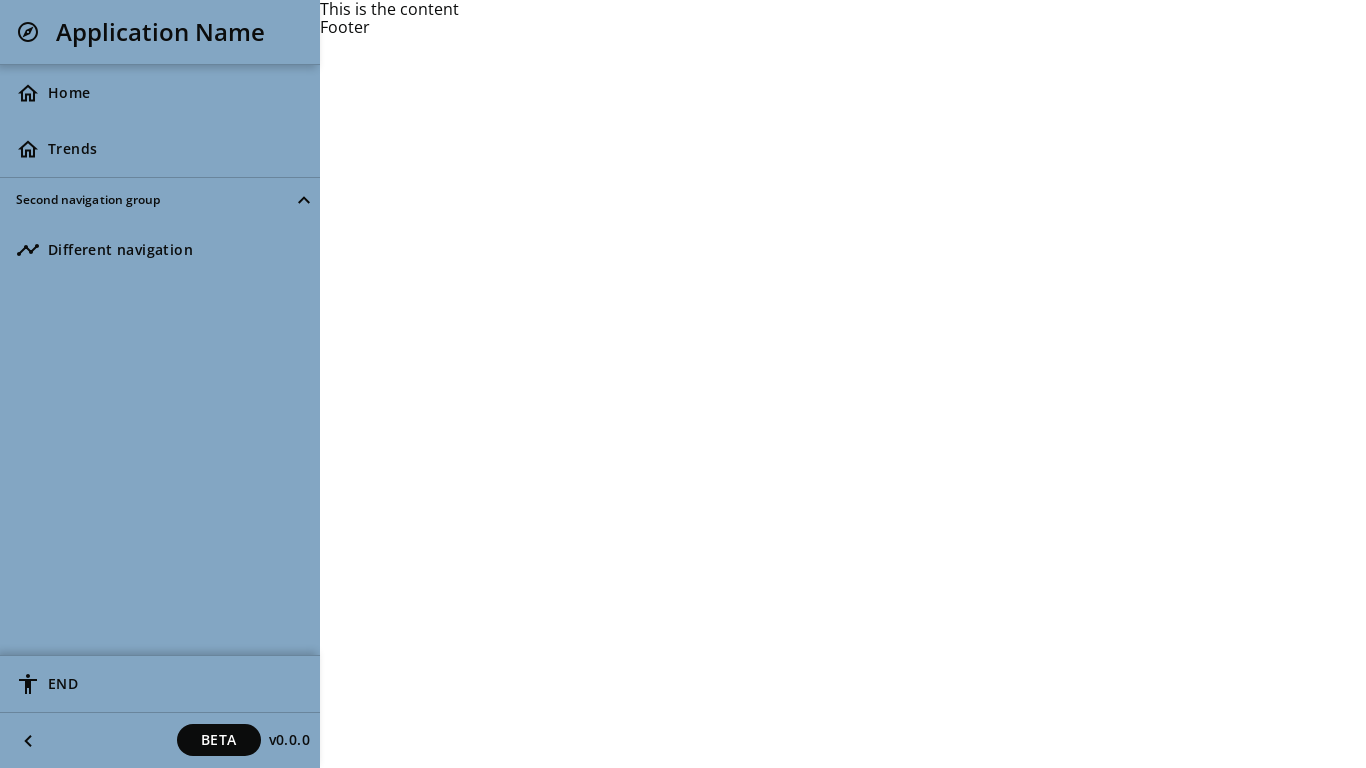 Application Name
Home
Trends
Second navigation group
Different navigation
END
BETA v0.0.0
This is the content
Footer